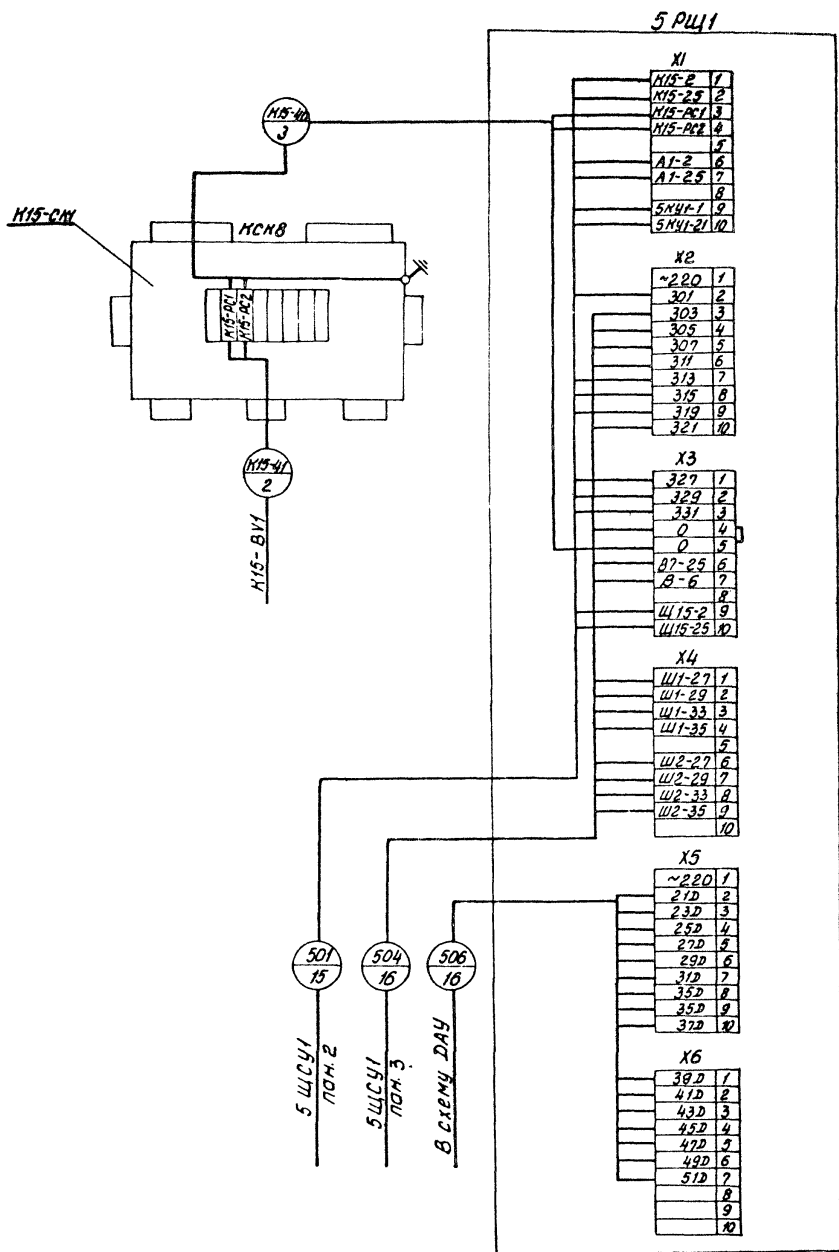 5 РЩ1
X1
К15-2 1
К15-25 2
К15-РС1 3
К15-РС2 4
5
А1-2 6
А1-25 7
8
5КУ1-1 9
5КУ1-21 10
К15-40
3
К15-СК1
КСК8
К15-РС1
К15-РС2
К15-41
2
К15-BV1
X2
~220 1
301 2
303 3
305 4
307 5
311 6
313 7
315 8
319 9
321 10
X3
327 1
329 2
331 3
0 4
0 5
В7-25 6
В-6 7
8
Щ15-2 9
Щ15-25 10
X4
Ш1-27 1
Ш1-29 2
Ш1-33 3
Ш1-35 4
5
Ш2-27 6
Ш2-29 7
Ш2-33 8
Ш2-35 9
10
X5
~220 1
21D 2
23D 3
25D 4
27D 5
29D 6
31D 7
35D 8
35D 9
37D 10
501
15
504
16
506
16
5 ЩСУ1
пан. 2
5ЩСУ1
пан. 3
В схему DАУ
X6
39D 1
41D 2
43D 3
45D 4
47D 5
49D 6
51D 7
8
9
10